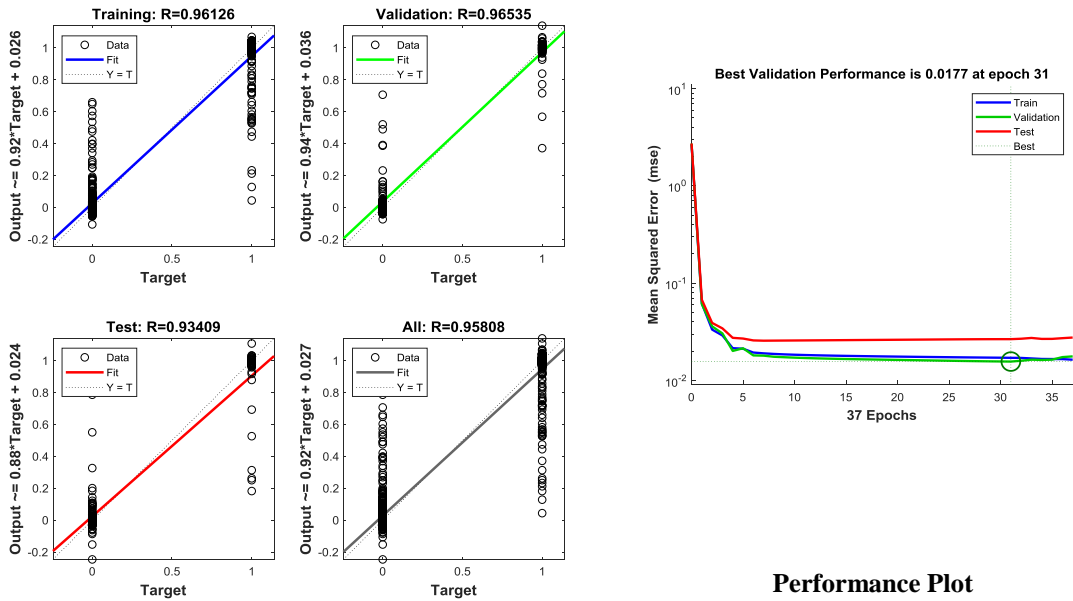 Training: R=0.96126
Output ~= 0.92*Target + 0.026
1
0.8
0.6
0.4
0.2
0
-0.2
Data
Fit
Y = T
0 0.5 1
Target
Validation: R=0.96535
Output ~= 0.94*Target + 0.036
1
0.8
0.6
0.4
0.2
0
-0.2
Data
Fit
Y = T
0 0.5 1
Target
Test: R=0.93409
Output ~= 0.88*Target + 0.024
1
0.8
0.6
0.4
0.2
0
-0.2
Data
Fit
Y = T
0 0.5 1
Target
All: R=0.95808
Output ~= 0.92*Target + 0.027
1
0.8
0.6
0.4
0.2
0
-0.2
Data
Fit
Y = T
0 0.5 1
Target
Best Validation Performance is 0.0177 at epoch 31
Mean Squared Error (mse)
10^1
10^0
10^-1
10^-2
Train
Validation
Test
Best
0 5 10 15 20 25 30 35
37 Epochs
Performance Plot